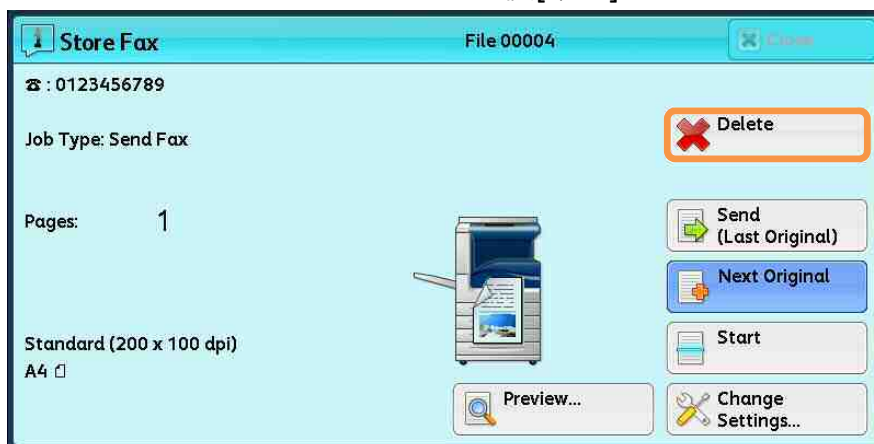 Store Fax File 00004 Close
☎ : 0123456789
Delete
Job Type: Send Fax
Pages: 1
Send
(Last Original)
Next Original
Start
Standard (200 x 100 dpi)
A4
Preview...
Change
Settings...